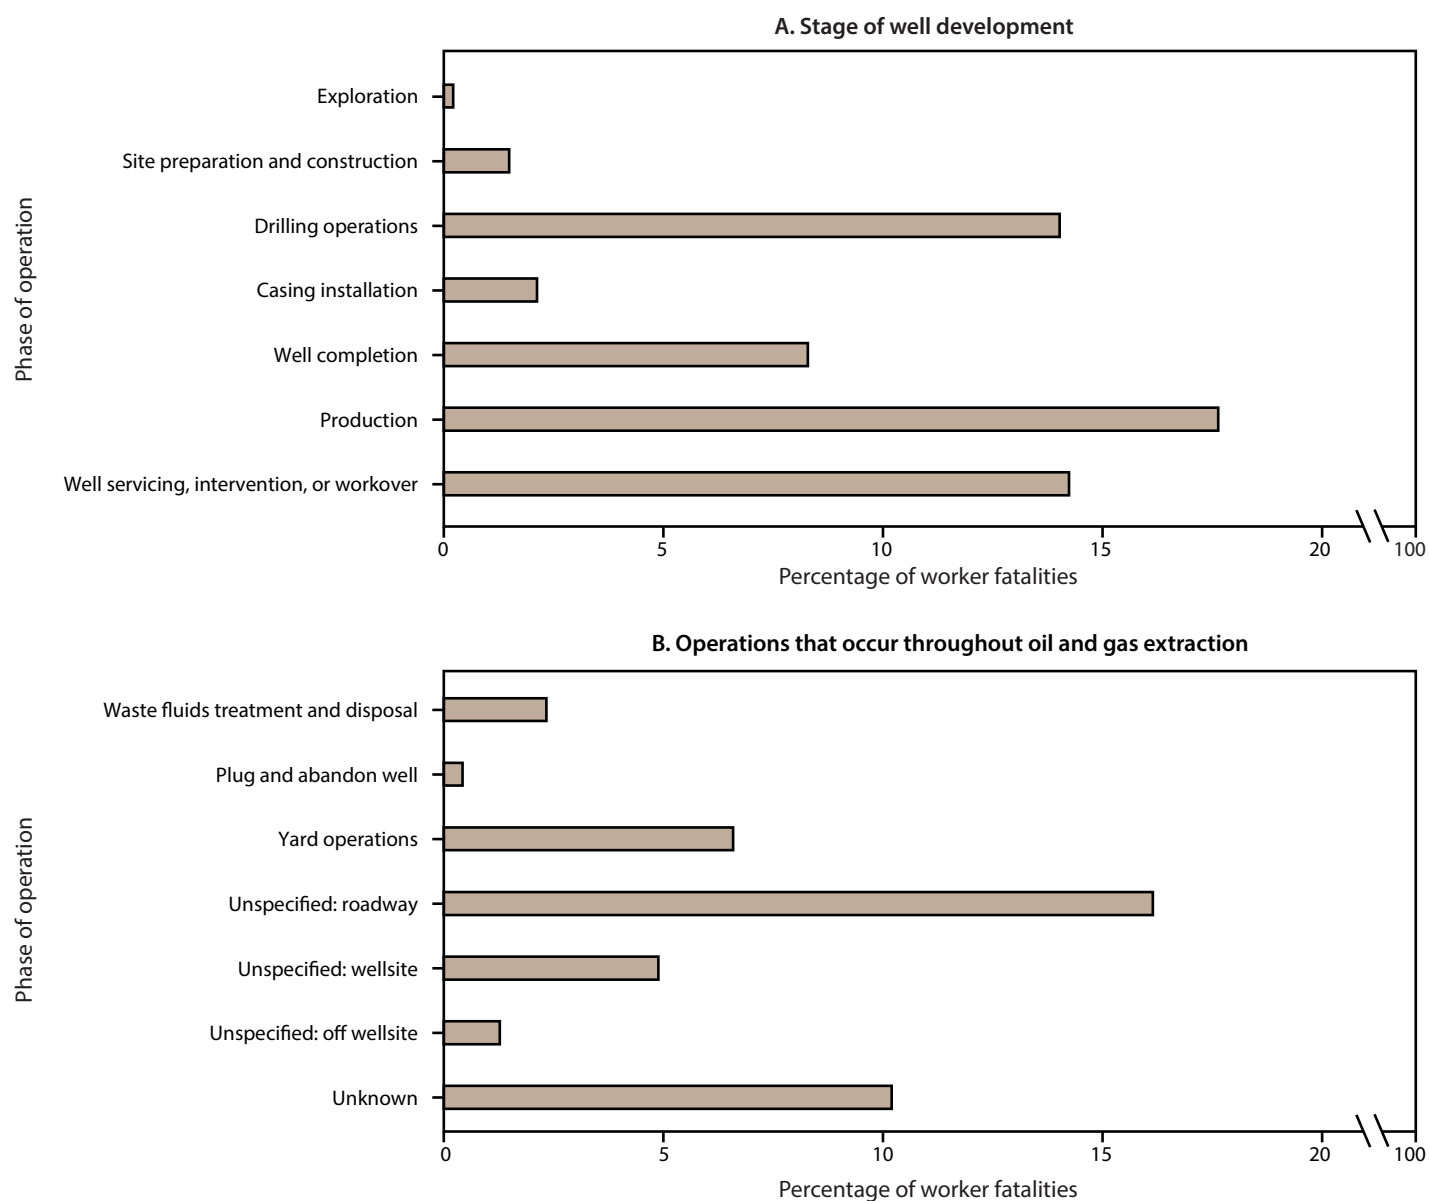 A. Stage of well development
Phase of operation
Exploration
Site preparation and construction
Drilling operations
Casing installation
Well completion
Production
Well servicing, intervention, or workover
0 5 10 15 20 100
Percentage of worker fatalities
B. Operations that occur throughout oil and gas extraction
Phase of operation
Waste fluids treatment and disposal
Plug and abandon well
Yard operations
Unspecified: roadway
Unspecified: wellsite
Unspecified: off wellsite
Unknown
0 5 10 15 20 100
Percentage of worker fatalities